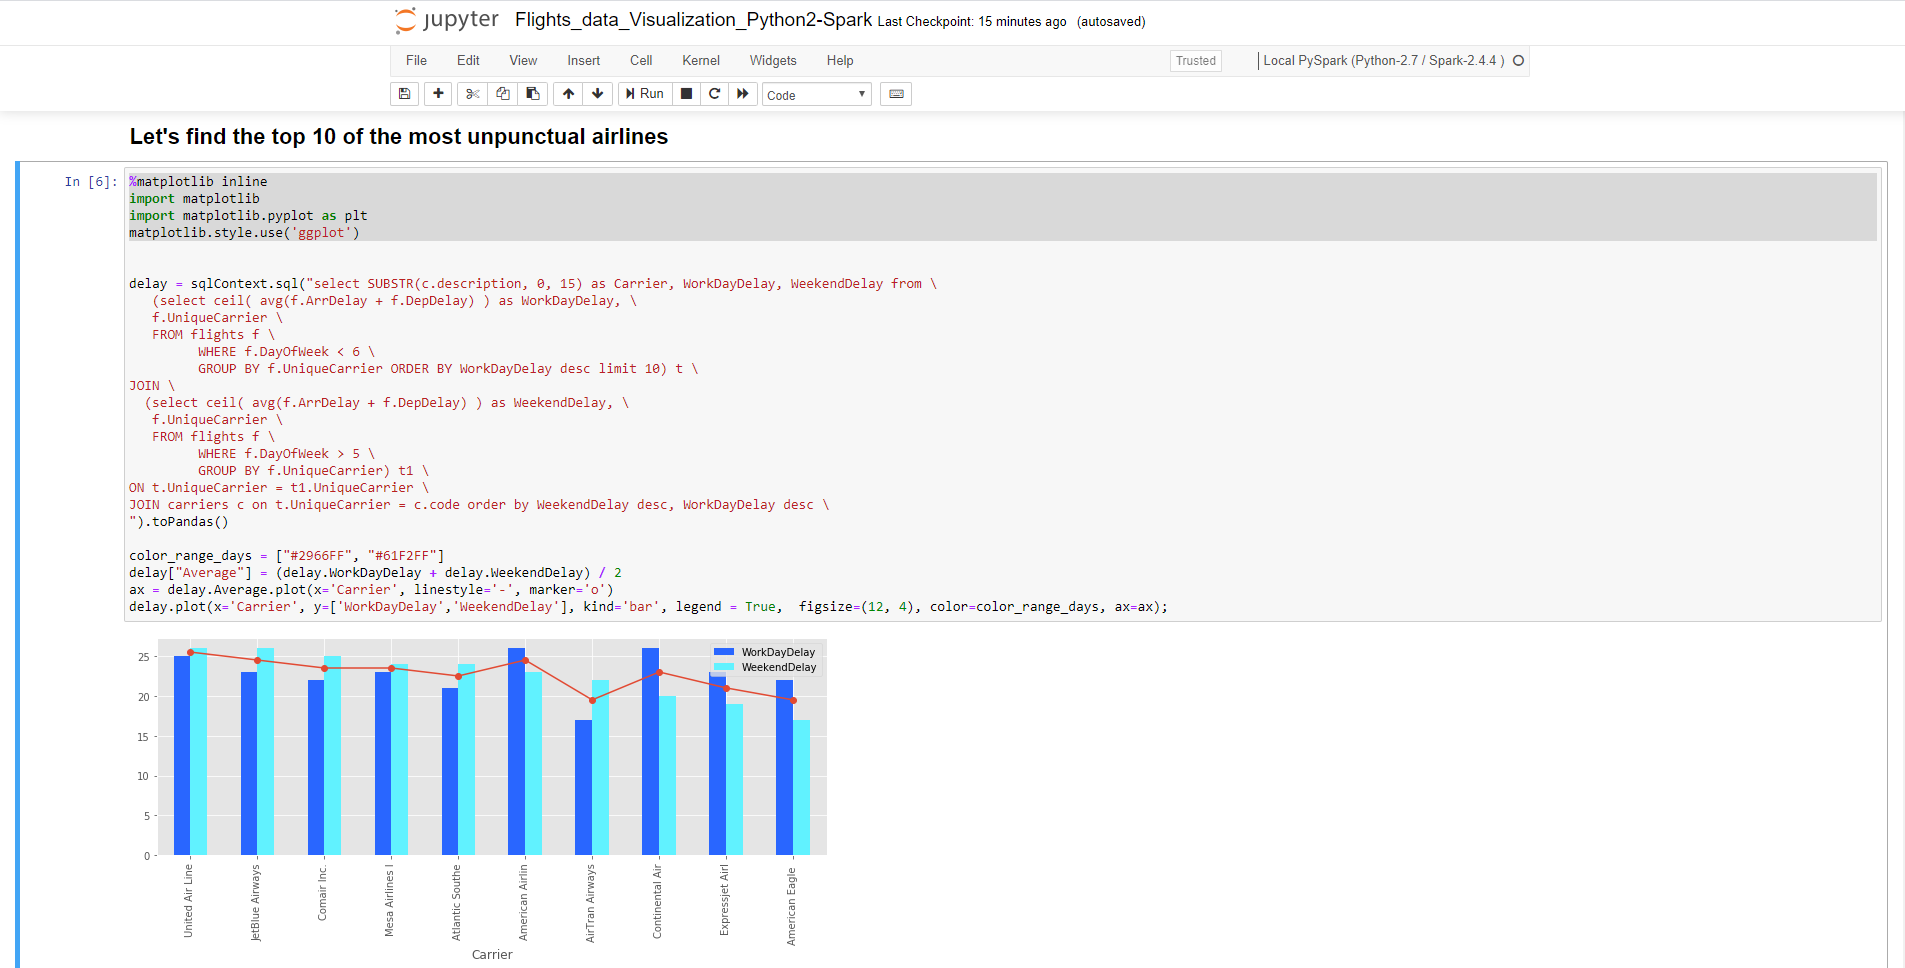 jupyter Flights_data_Visualization_Python2-Spark Last Checkpoint: 15 minutes ago (autosaved)
File Edit View Insert Cell Kernel Widgets Help Trusted Local PySpark (Python-2.7 / Spark-2.4.4 )
Run Code
Let's find the top 10 of the most unpunctual airlines
In [6]: %matplotlib inline
import matplotlib
import matplotlib.pyplot as plt
matplotlib.style.use('ggplot')
delay = sqlContext.sql("select SUBSTR(c.description, 0, 15) as Carrier, WorkDayDelay, WeekendDelay from \
(select ceil( avg(f.ArrDelay + f.DepDelay) ) as WorkDayDelay, \
f.UniqueCarrier \
FROM flights f \
WHERE f.DayOfWeek < 6 \
GROUP BY f.UniqueCarrier ORDER BY WorkDayDelay desc limit 10) t \
JOIN \
(select ceil( avg(f.ArrDelay + f.DepDelay) ) as WeekendDelay, \
f.UniqueCarrier \
FROM flights f \
WHERE f.DayOfWeek > 5 \
GROUP BY f.UniqueCarrier) t1 \
ON t.UniqueCarrier = t1.UniqueCarrier \
JOIN carriers c on t.UniqueCarrier = c.code order by WeekendDelay desc, WorkDayDelay desc \
").toPandas()
color_range_days = ["#2966FF", "#61F2FF"]
delay["Average"] = (delay.WorkDayDelay + delay.WeekendDelay) / 2
ax = delay.Average.plot(x='Carrier', linestyle='-', marker='o')
delay.plot(x='Carrier', y=['WorkDayDelay','WeekendDelay'], kind='bar', legend = True,  figsize=(12, 4), color=color_range_days, ax=ax);
WorkDayDelay
WeekendDelay
25
20
15
10
5
0
United Air Line
JetBlue Airways
Comair Inc.
Mesa Airlines I
Atlantic Southe
American Airlin
AirTran Airways
Continental Air
Expressjet Airl
American Eagle
Carrier